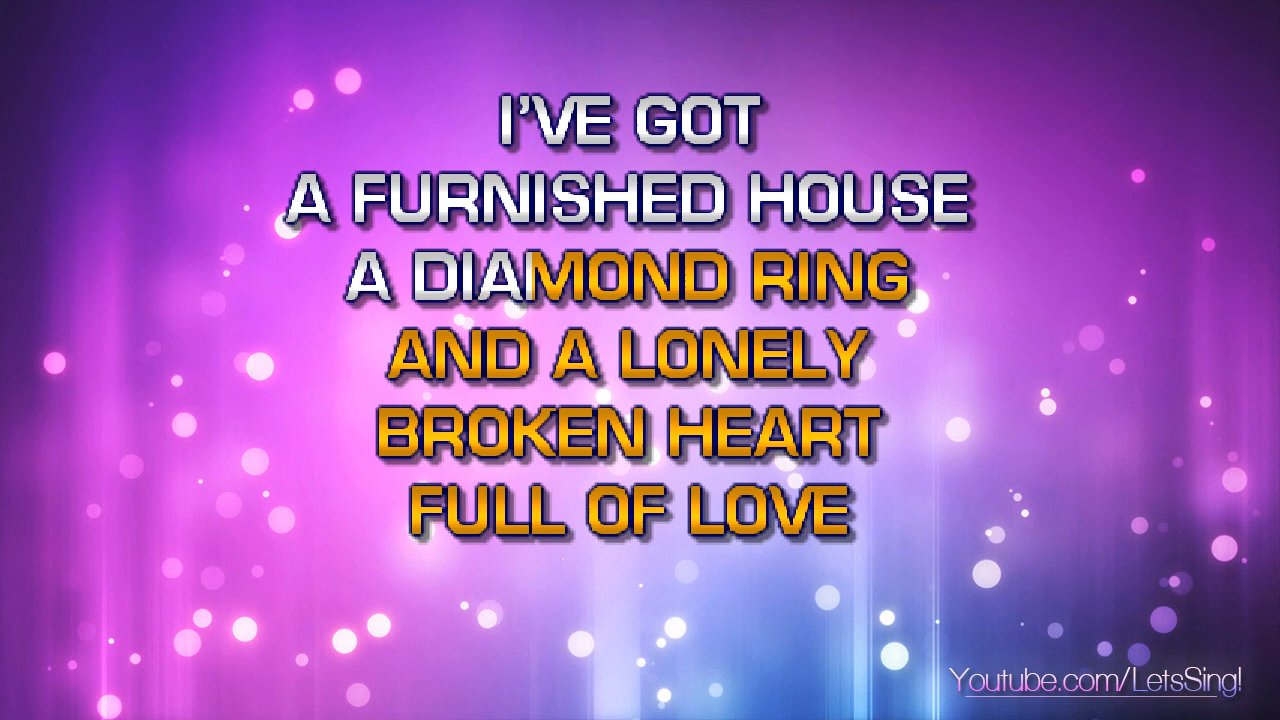 I'VE GOT
A FURNISHED HOUSE
A DIAMOND RING
AND A LONELY
BROKEN HEART
FULL OF LOVE
Youtube.com/LetsSing!